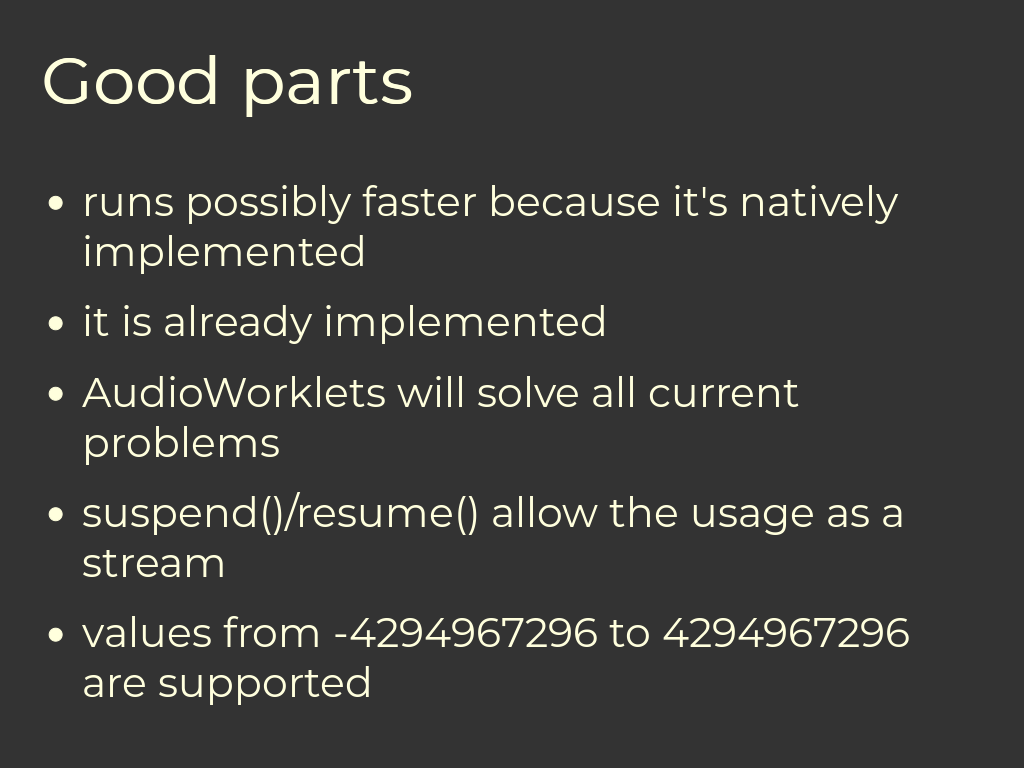 Good parts
• runs possibly faster because it's natively
implemented
• it is already implemented
• AudioWorklets will solve all current
problems
• suspend()/resume() allow the usage as a
stream
• values from -4294967296 to 4294967296
are supported